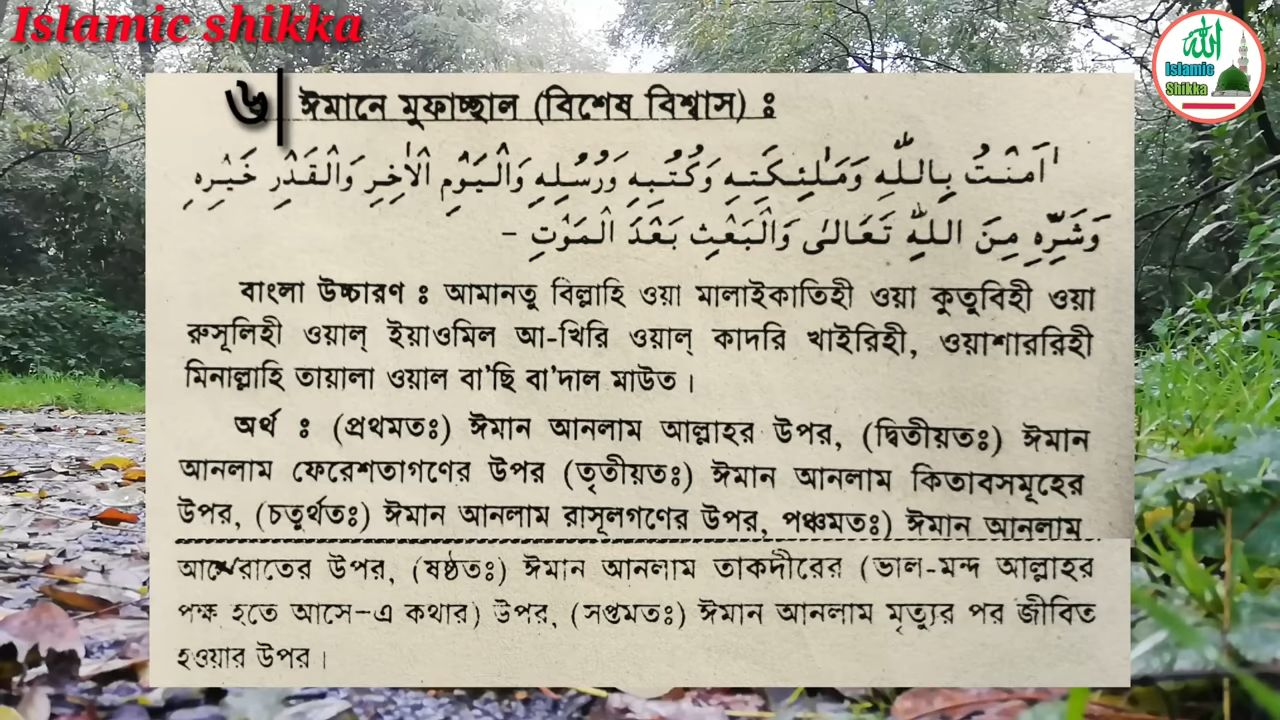 Islamic shikka
الله
Islamic
Shikka
৬| ঈমানে মুফাচ্ছাল (বিশেষ বিশ্বাস) ঃ
اٰمَنْتُ بِاللّٰهِ وَمَلٰئِكَتِهٖ وَكُتُبِهٖ وَرُسُلِهٖ وَالْيَوْمِ الْاٰخِرِ وَالْقَدْرِ خَيْرِهٖ
وَشَرِّهٖ مِنَ اللّٰهِ تَعَالٰى وَالْبَعْثِ بَعْدَ الْمَوْتِ -
বাংলা উচ্চারণ ঃ আমানতু বিল্লাহি ওয়া মালাইকাতিহী ওয়া কুতুবিহী ওয়া
রুসূলিহী ওয়াল্ ইয়াওমিল আ-খিরি ওয়াল্ কাদরি খাইরিহী, ওয়াশাররিহী
মিনাল্লাহি তায়ালা ওয়াল বা'ছি বা'দাল মাউত।
অর্থ ঃ (প্রথমতঃ) ঈমান আনলাম আল্লাহর উপর, (দ্বিতীয়তঃ) ঈমান
আনলাম ফেরেশতাগণের উপর (তৃতীয়তঃ) ঈমান আনলাম কিতাবসমূহের
উপর, (চতুর্থতঃ) ঈমান আনলাম রাসূলগণের উপর, পঞ্চমতঃ) ঈমান আনলাম
আখেরাতের উপর, (ষষ্ঠতঃ) ঈমান আনলাম তাকদীরের (ভাল-মন্দ আল্লাহর
পক্ষ হতে আসে-এ কথার) উপর, (সপ্তমতঃ) ঈমান আনলাম মৃত্যুর পর জীবিত
হওয়ার উপর।